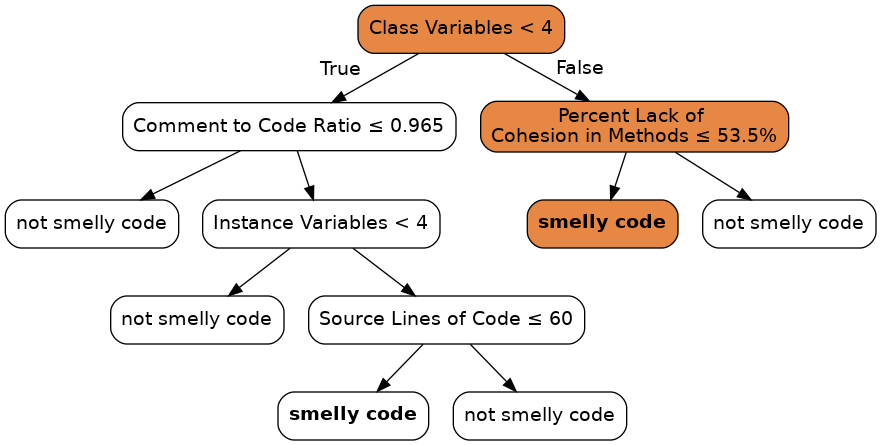 Class Variables < 4
True
False
Comment to Code Ratio ≤ 0.965
Percent Lack of
Cohesion in Methods ≤ 53.5%
not smelly code
Instance Variables < 4
smelly code
not smelly code
not smelly code
Source Lines of Code ≤ 60
smelly code
not smelly code